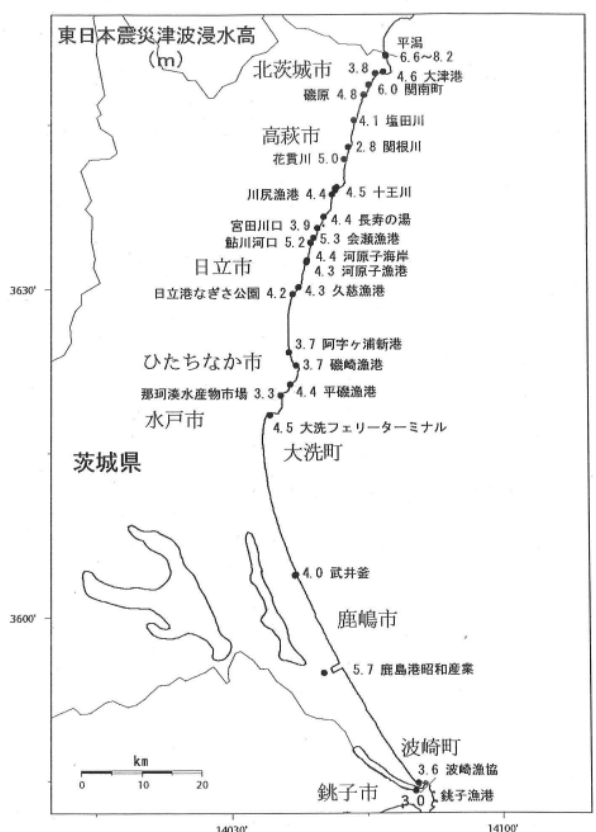 東日本震災津波浸水高
（m）
平潟
6.6～8.2
北茨城市
3.8
4.6 大津港
6.0 関南町
磯原 4.8
4.1 塩田川
高萩市
2.8 関根川
花貫川 5.0
川尻漁港 4.4
4.5 十王川
4.4 長寿の湯
宮田川口 3.9
5.3 会瀬漁港
鮎川河口 5.2
4.4 河原子海岸
日立市
4.3 河原子漁港
3630'
日立港なぎさ公園 4.2
4.3 久慈漁港
3.7 阿字ヶ浦新港
ひたちなか市
3.7 磯崎漁港
那珂湊水産物市場 3.3
4.4 平磯漁港
水戸市
4.5 大洗フェリーターミナル
大洗町
茨城県
4.0 武井釜
3600'
鹿嶋市
5.7 鹿島港昭和産業
波崎町
km
0 10 20
3.6 波崎漁協
銚子市
3.0 銚子漁港
14030'
14100'